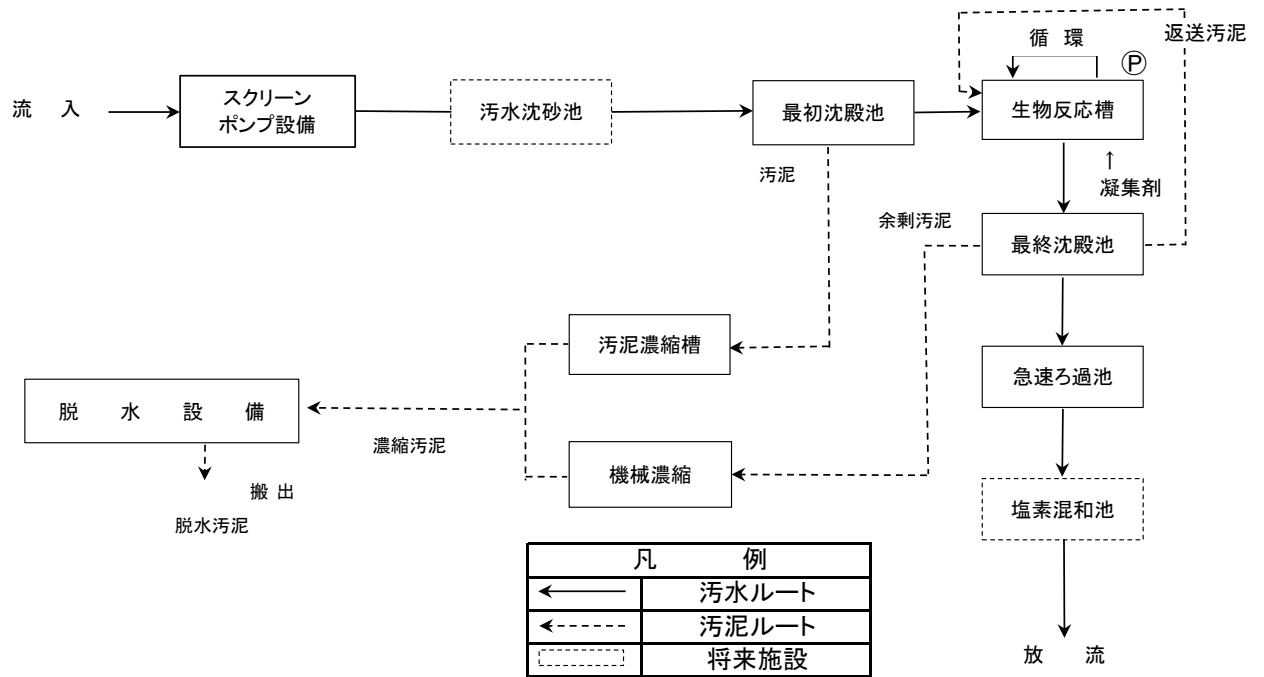 返送汚泥
循 環
Ⓟ
流 入
スクリーン
ポンプ設備
汚水沈砂池
最初沈殿池
生物反応槽
汚泥
↑
凝集剤
余剰汚泥
最終沈殿池
汚泥濃縮槽
急速ろ過池
脱 水 設 備
濃縮汚泥
機械濃縮
搬 出
脱水汚泥
塩素混和池
凡 例
汚水ルート
汚泥ルート
将来施設
放 流